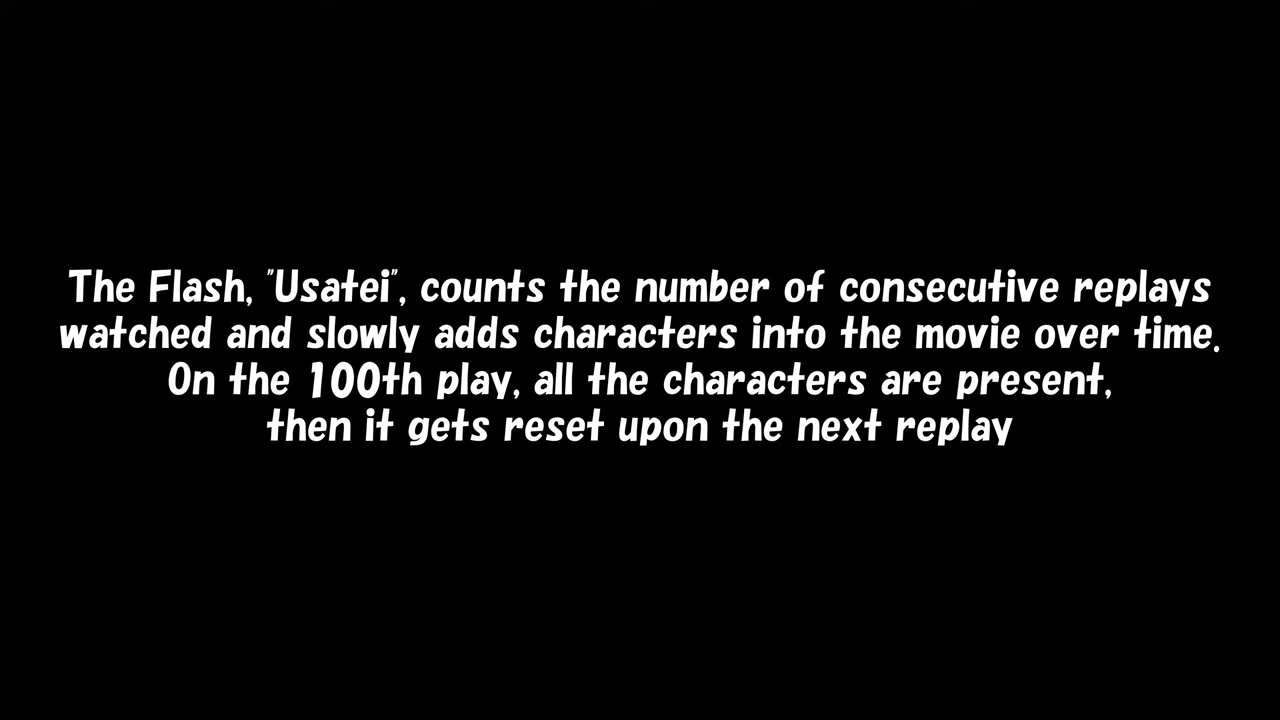 The Flash, "Usatei", counts the number of consecutive replays
watched and slowly adds characters into the movie over time.
On the 100th play, all the characters are present,
then it gets reset upon the next replay